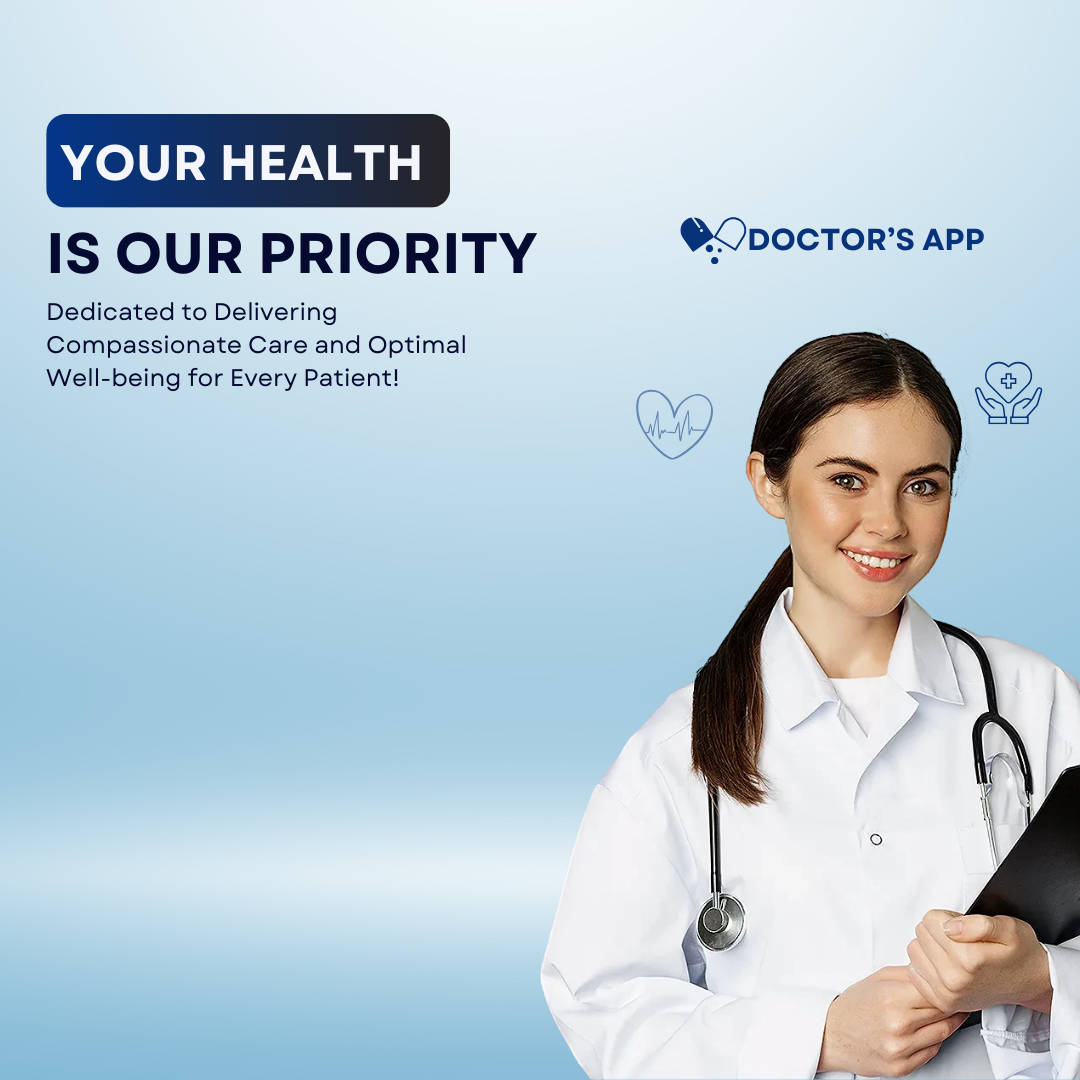 YOUR HEALTH
IS OUR PRIORITY
Dedicated to Delivering
Compassionate Care and Optimal
Well-being for Every Patient!
DOCTOR’S APP